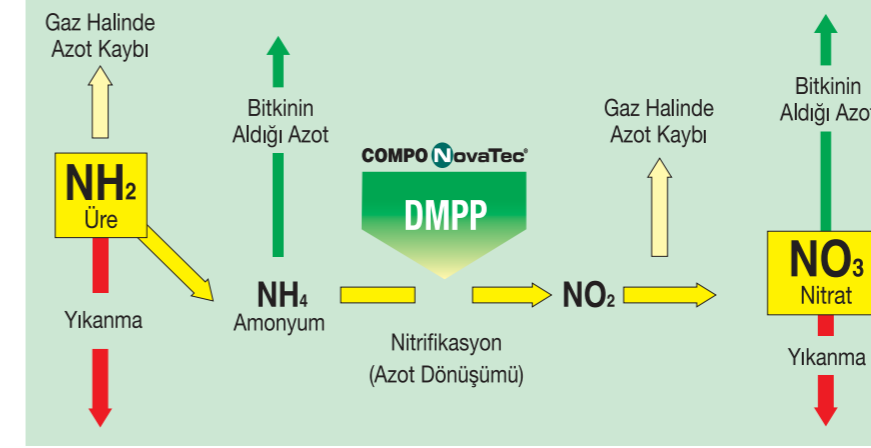 Gaz Halinde
Azot Kaybı
NH2
Üre
Yıkanma
Bitkinin
Aldığı Azot
NH4
Amonyum
COMPO NovaTec®
DMPP
Nitrifikasyon
(Azot Dönüşümü)
NO2
Gaz Halinde
Azot Kaybı
Bitkinin
Aldığı Azot
NO3
Nitrat
Yıkanma